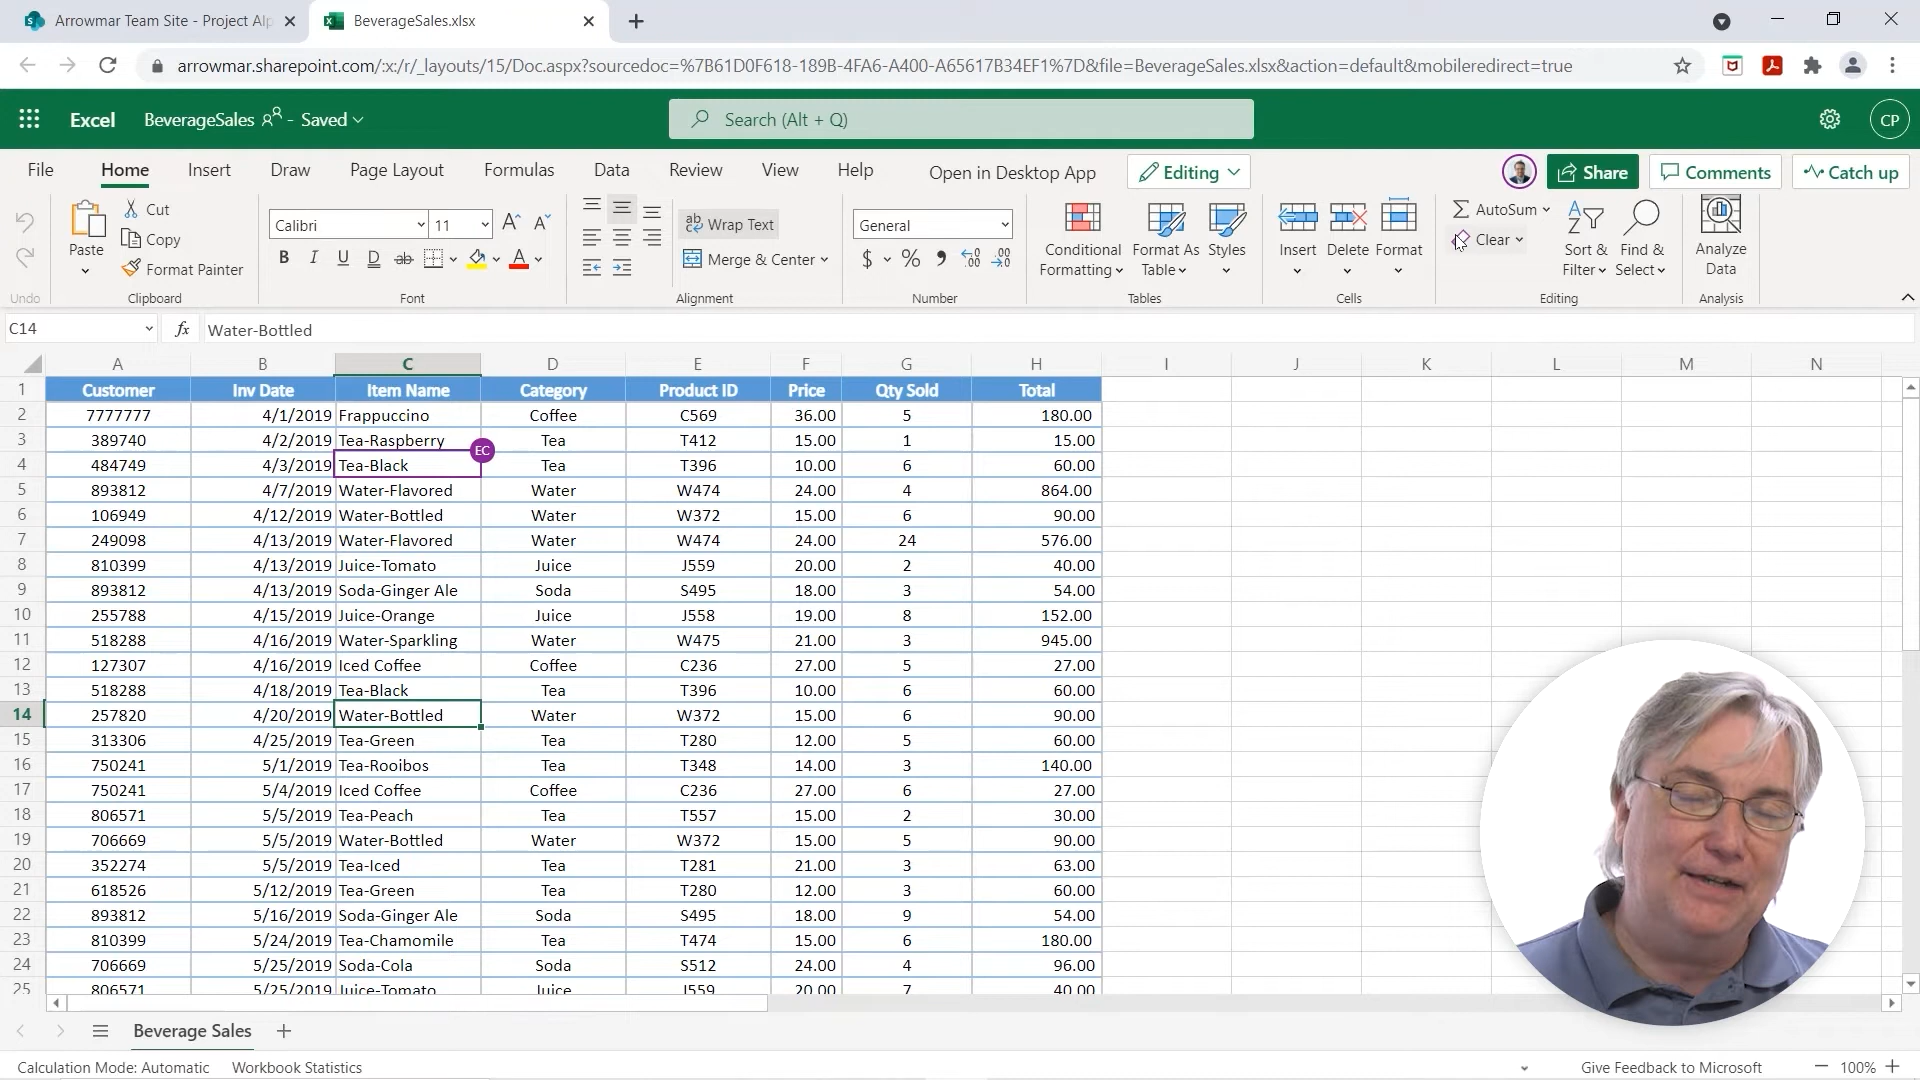 Arrowmar Team Site - Project Alp
BeverageSales.xlsx
arrowmar.sharepoint.com/:x:/r/_layouts/15/Doc.aspx?sourcedoc=%7B61D0F618-189B-4FA6-A400-A65617B34EF1%7D&file=BeverageSales.xlsx&action=default&mobileredirect=true
Excel BeverageSales - Saved Search (Alt + Q) CP
File Home Insert Draw Page Layout Formulas Data Review View Help Open in Desktop App Editing Share Comments Catch up
Cut AutoSum
Calibri 11 Wrap Text General
Paste Copy Clear
Conditional Formatting Format As Table Styles Insert Delete Format Sort & Filter Find & Select Analyze Data
Format Painter B I U D ab Merge & Center $ % , .00
Undo Clipboard Font Alignment Number Tables Cells Editing Analysis
C14 fx Water-Bottled
A B C D E F G H I J K L M N
1 Customer Inv Date Item Name Category Product ID Price Qty Sold Total
2 7777777 4/1/2019 Frappuccino Coffee C569 36.00 5 180.00
3 389740 4/2/2019 Tea-Raspberry Tea T412 15.00 1 15.00
EC
4 484749 4/3/2019 Tea-Black Tea T396 10.00 6 60.00
5 893812 4/7/2019 Water-Flavored Water W474 24.00 4 864.00
6 106949 4/12/2019 Water-Bottled Water W372 15.00 6 90.00
7 249098 4/13/2019 Water-Flavored Water W474 24.00 24 576.00
8 810399 4/13/2019 Juice-Tomato Juice J559 20.00 2 40.00
9 893812 4/13/2019 Soda-Ginger Ale Soda S495 18.00 3 54.00
10 255788 4/15/2019 Juice-Orange Juice J558 19.00 8 152.00
11 518288 4/16/2019 Water-Sparkling Water W475 21.00 3 945.00
12 127307 4/16/2019 Iced Coffee Coffee C236 27.00 5 27.00
13 518288 4/18/2019 Tea-Black Tea T396 10.00 6 60.00
14 257820 4/20/2019 Water-Bottled Water W372 15.00 6 90.00
15 313306 4/25/2019 Tea-Green Tea T280 12.00 5 60.00
16 750241 5/1/2019 Tea-Rooibos Tea T348 14.00 3 140.00
17 750241 5/4/2019 Iced Coffee Coffee C236 27.00 6 27.00
18 806571 5/5/2019 Tea-Peach Tea T557 15.00 2 30.00
19 706669 5/5/2019 Water-Bottled Water W372 15.00 5 90.00
20 352274 5/5/2019 Tea-Iced Tea T281 21.00 3 63.00
21 618526 5/12/2019 Tea-Green Tea T280 12.00 3 60.00
22 893812 5/16/2019 Soda-Ginger Ale Soda S495 18.00 9 54.00
23 810399 5/24/2019 Tea-Chamomile Tea T474 15.00 6 180.00
24 706669 5/25/2019 Soda-Cola Soda S512 24.00 4 96.00
25 806571 5/25/2019 Juice-Tomato Juice J559 20.00 7 40.00
Beverage Sales
Calculation Mode: Automatic Workbook Statistics Give Feedback to Microsoft 100%